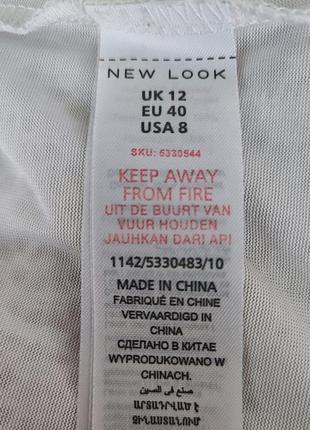 NEW LOOK
UK 12
EU 40
USA 8
SKU: 5330544
KEEP AWAY
FROM FIRE
UIT DE BUURT VAN
VUUR HOUDEN
JAUHKAN DARI API
1142/5330483/10
MADE IN CHINA
FABRIQUÉ EN CHINE
VERVAARDIGD IN
CHINA
СДЕЛАНО В КИТАЕ
WYPRODUKOWANO W
CHINACH.
صنع في الصين
ԱՐՏԱԴՐՎԱԾ Է
ՉԻՆԱՍՏԱՆՈՒՄ